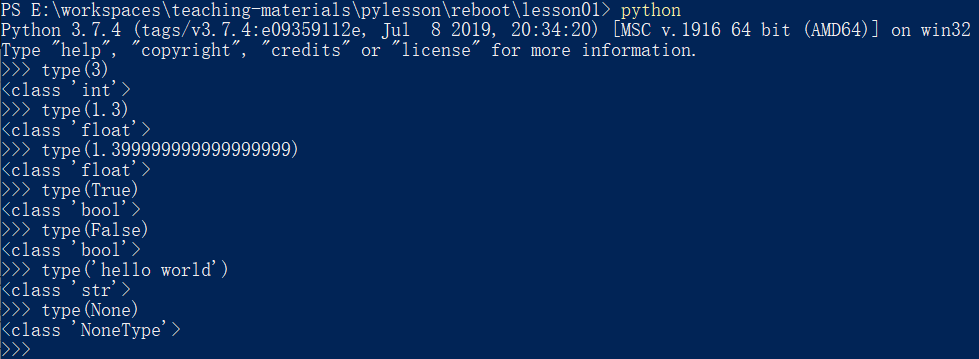 PS E:\workspaces\teaching-materials\pylesson\reboot\lesson01> python
Python 3.7.4 (tags/v3.7.4:e09359112e, Jul  8 2019, 20:34:20) [MSC v.1916 64 bit (AMD64)] on win32
Type "help", "copyright", "credits" or "license" for more information.
>>> type(3)
<class 'int'>
>>> type(1.3)
<class 'float'>
>>> type(1.399999999999999999)
<class 'float'>
>>> type(True)
<class 'bool'>
>>> type(False)
<class 'bool'>
>>> type('hello world')
<class 'str'>
>>> type(None)
<class 'NoneType'>
>>>